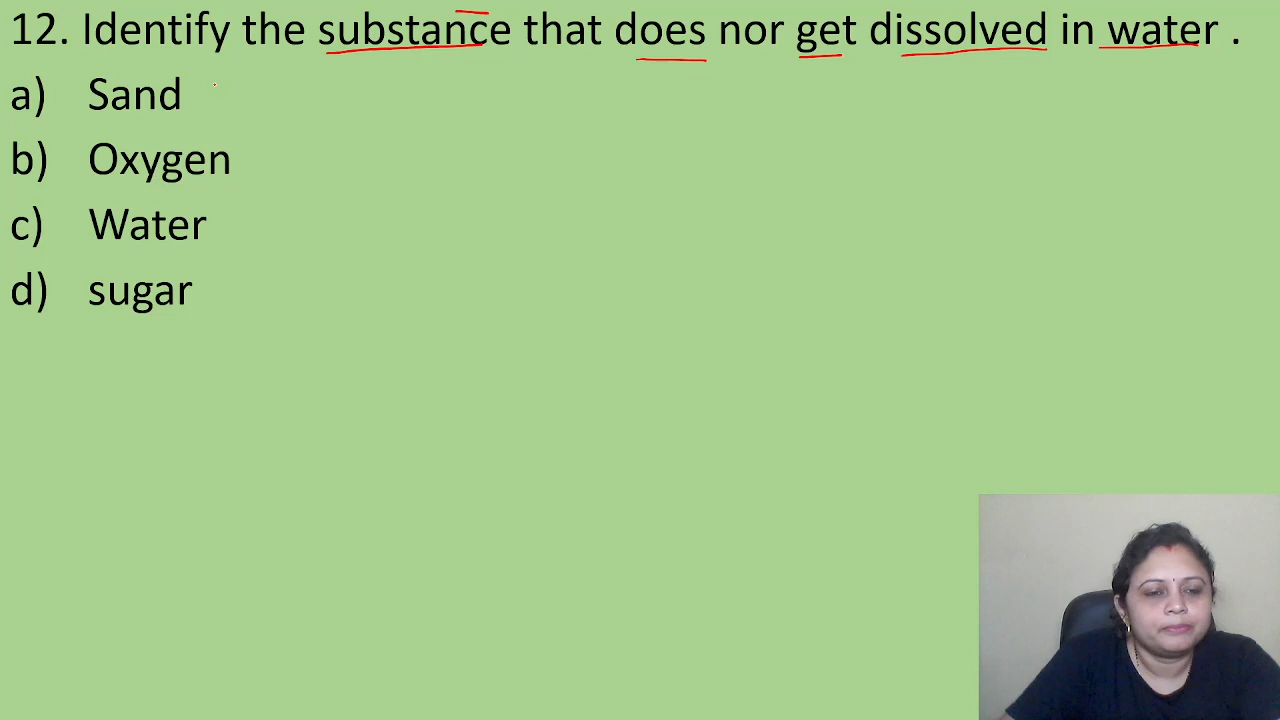 12. Identify the substance that does nor get dissolved in water .
a) Sand
b) Oxygen
c) Water
d) sugar